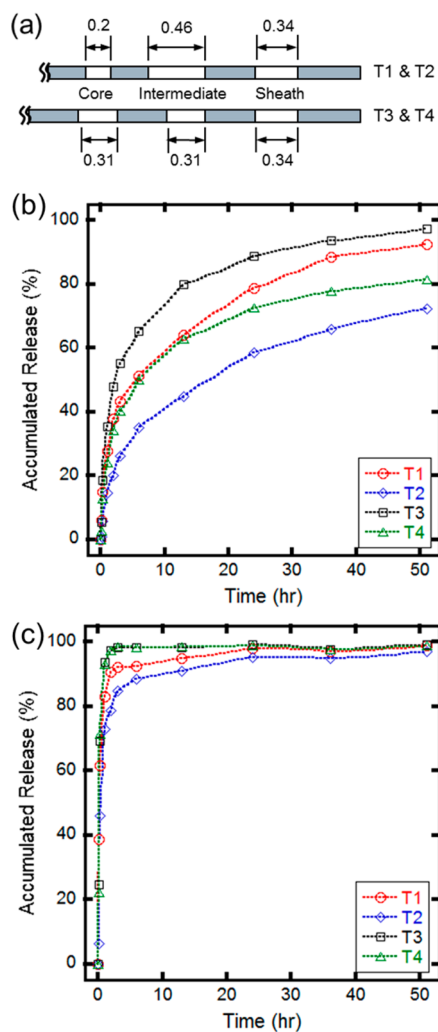 (a)
0.2 0.46 0.34
T1 & T2
Core Intermediate Sheath
T3 & T4
0.31 0.31 0.34
(b)
100
80
60
40
20
0
Accumulated Release (%)
T1
T2
T3
T4
0 10 20 30 40 50
Time (hr)
(c)
100
80
60
40
20
0
Accumulated Release (%)
T1
T2
T3
T4
0 10 20 30 40 50
Time (hr)